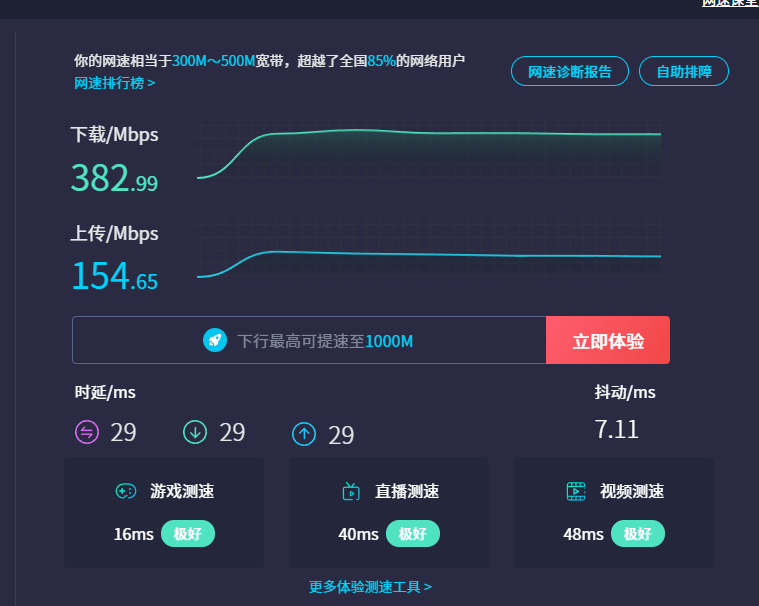 网速课堂
你的网速相当于300M～500M宽带，超越了全国85%的网络用户
网速排行榜 >
网速诊断报告
自助排障
下载/Mbps
382.99
上传/Mbps
154.65
下行最高可提速至1000M
立即体验
时延/ms
抖动/ms
29
29
29
7.11
游戏测速
直播测速
视频测速
16ms 极好
40ms 极好
48ms 极好
更多体验测速工具 >